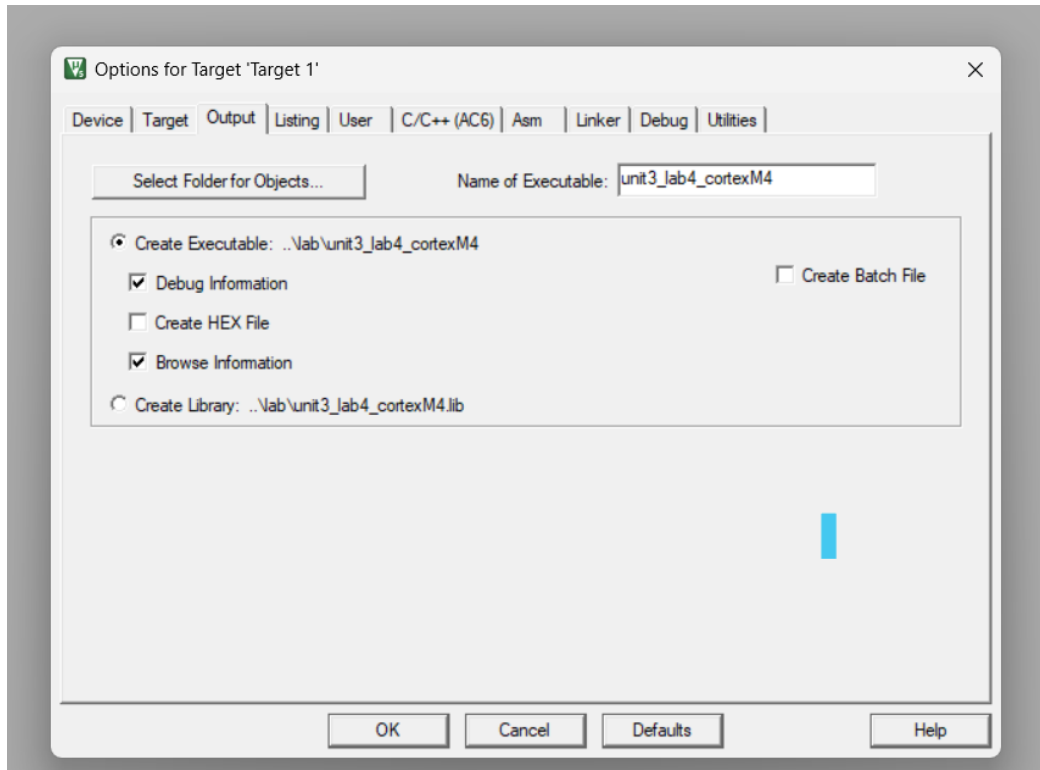 Options for Target 'Target 1'
Device Target Output Listing User C/C++ (AC6) Asm Linker Debug Utilities
Select Folder for Objects... Name of Executable: unit3_lab4_cortexM4
Create Executable: ..\lab\unit3_lab4_cortexM4
Debug Information Create Batch File
Create HEX File
Browse Information
Create Library: ..\lab\unit3_lab4_cortexM4.lib
OK Cancel Defaults Help